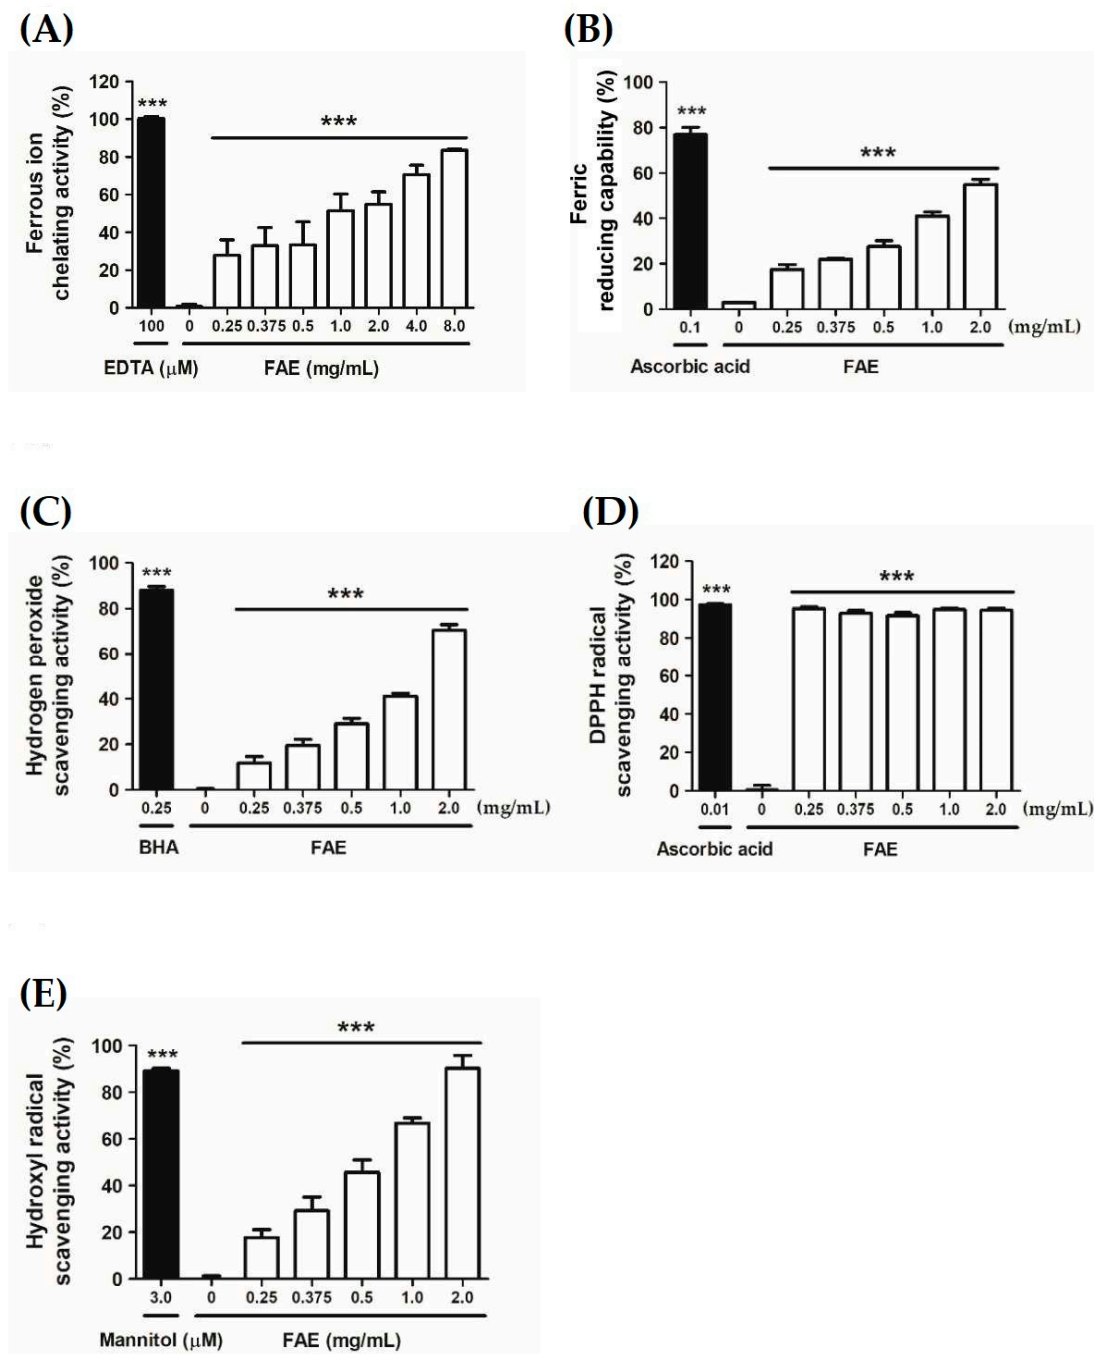 (A)
Ferrous ion
chelating activity (%)
120
100
80
60
40
20
0
***
***
100 0 0.25 0.375 0.5 1.0 2.0 4.0 8.0
EDTA (μM) FAE (mg/mL)
(B)
Ferric
reducing capability (%)
100
80
60
40
20
0
***
***
0.1 0 0.25 0.375 0.5 1.0 2.0 (mg/mL)
Ascorbic acid FAE
(C)
Hydrogen peroxide
scavenging activity (%)
100
80
60
40
20
0
***
***
0.25 0 0.25 0.375 0.5 1.0 2.0 (mg/mL)
BHA FAE
(D)
DPPH radical
scavenging activity (%)
120
100
80
60
40
20
0
***
***
0.01 0 0.25 0.375 0.5 1.0 2.0 (mg/mL)
Ascorbic acid FAE
(E)
Hydroxyl radical
scavenging activity (%)
100
80
60
40
20
0
***
***
3.0 0 0.25 0.375 0.5 1.0 2.0
Mannitol (μM) FAE (mg/mL)